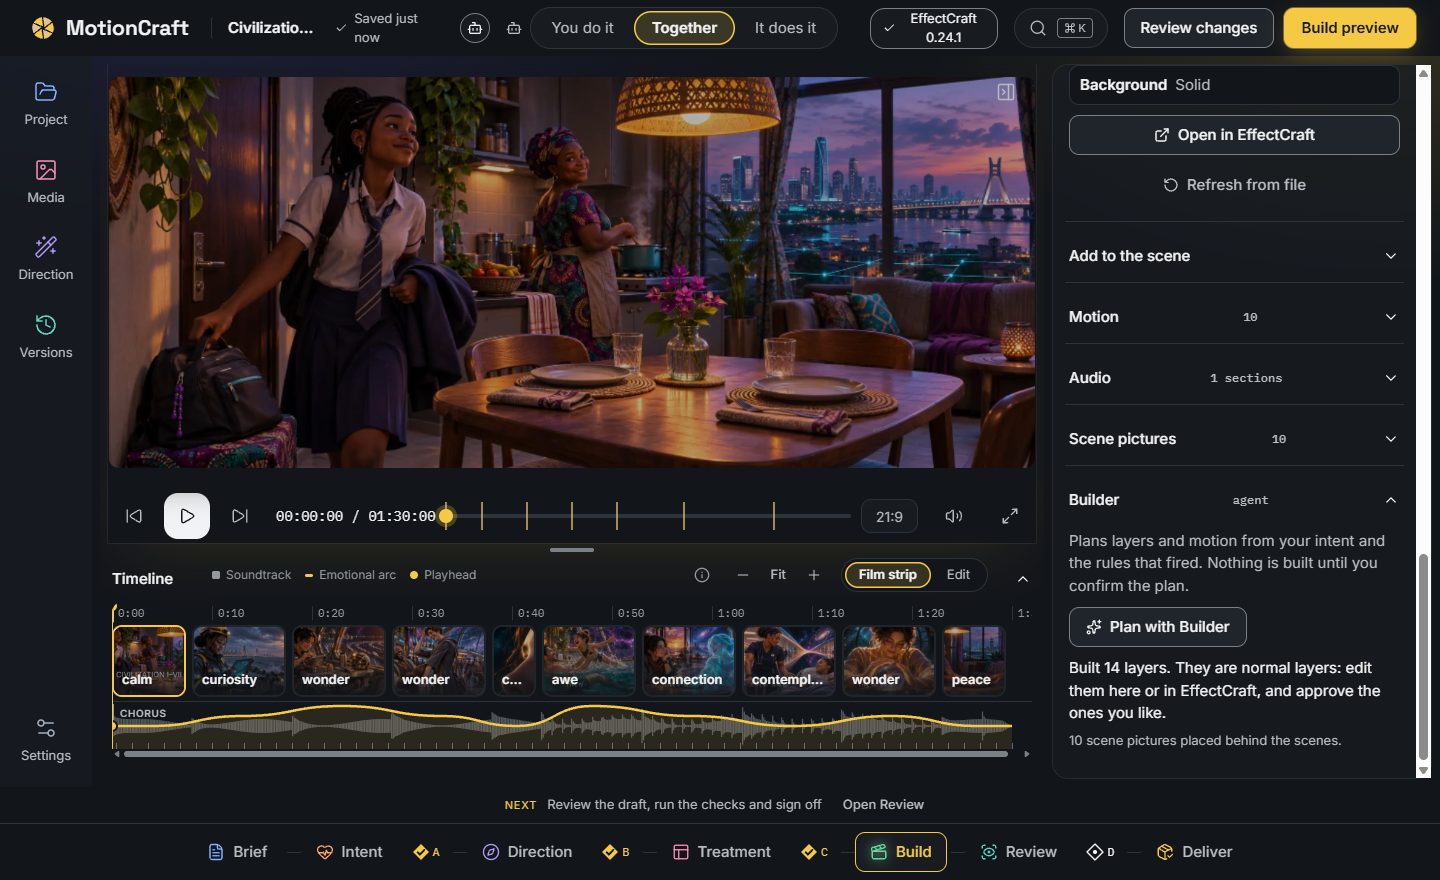 MotionCraft
Civilizatio...
Saved just
now
You do it
Together
It does it
EffectCraft
0.24.1
⌘ K
Review changes
Build preview
Project
Media
Direction
Versions
Settings
Background Solid
Open in EffectCraft
Refresh from file
Add to the scene
Motion 10
Audio 1 sections
Scene pictures 10
Builder agent
Plans layers and motion from your intent and
the rules that fired. Nothing is built until you
confirm the plan.
Plan with Builder
Built 14 layers. They are normal layers: edit
them here or in EffectCraft, and approve the
ones you like.
10 scene pictures placed behind the scenes.
00:00:00 / 01:30:00
21:9
Timeline
Soundtrack
Emotional arc
Playhead
Fit
Film strip
Edit
0:00 0:10 0:20 0:30 0:40 0:50 1:00 1:10 1:20 1:
calm curiosity wonder wonder c... awe connection contempl... wonder peace
CHORUS
NEXT Review the draft, run the checks and sign off Open Review
Brief Intent A Direction B Treatment C Build Review D Deliver